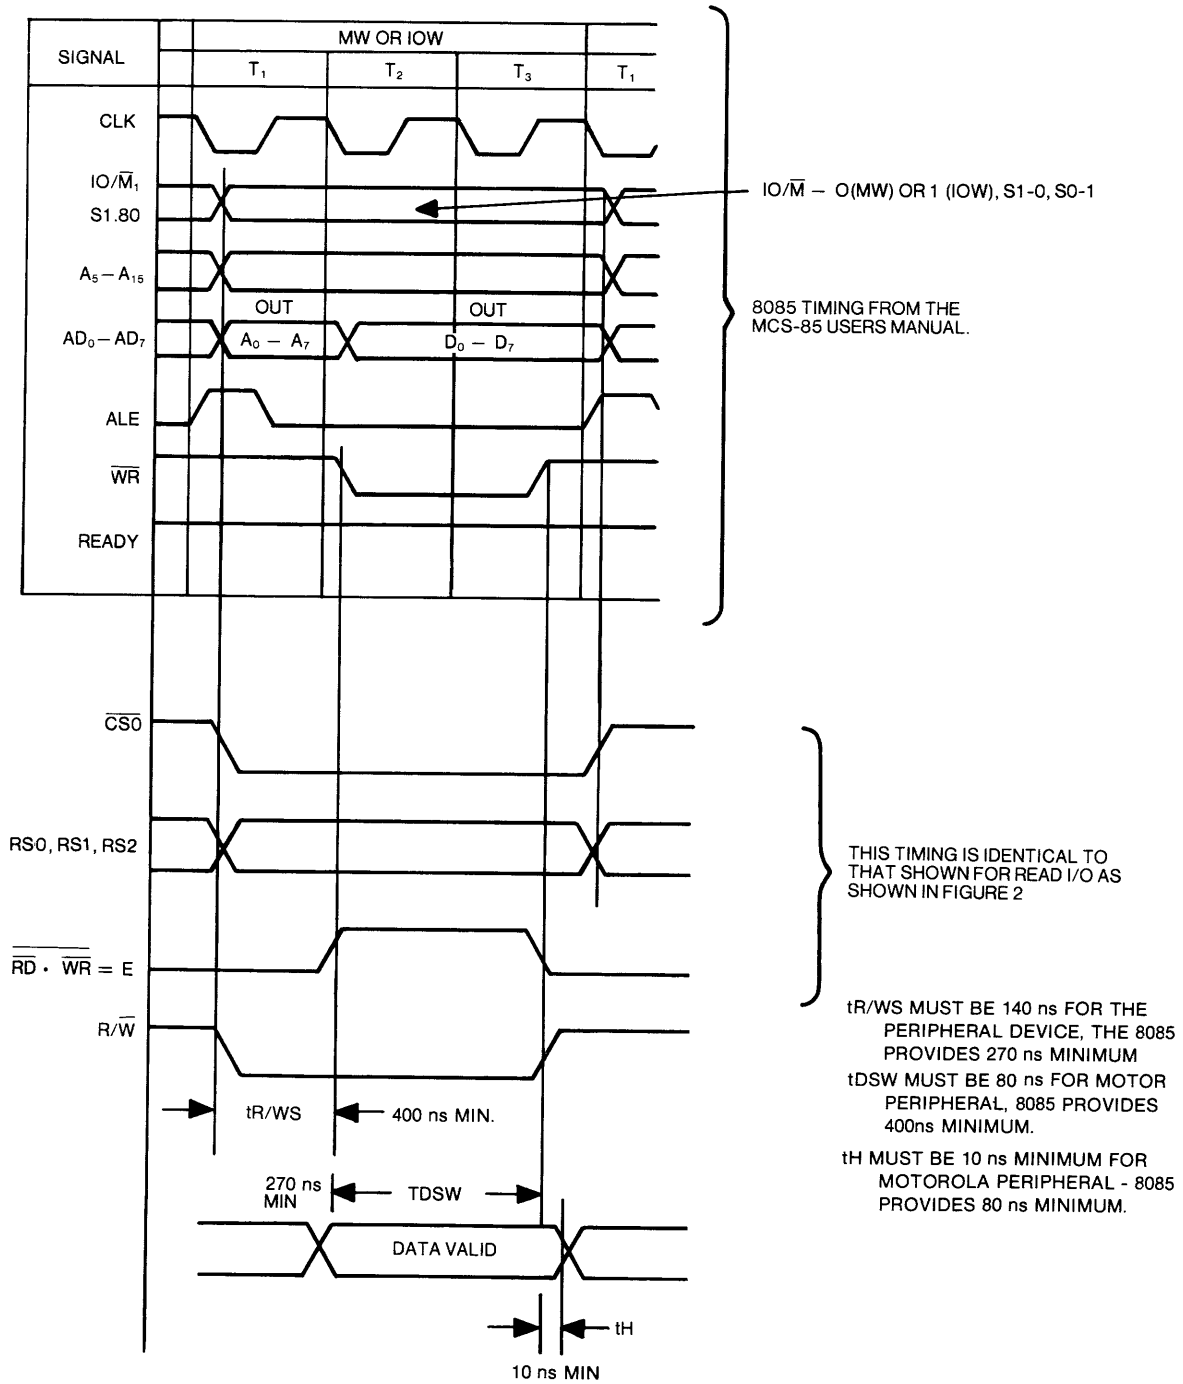 SIGNAL
MW OR IOW
T₁ T₂ T₃ T₁
CLK
IO/M̅₁
S1.80
IO/M̅ – O(MW) OR 1 (IOW), S1-0, S0-1
A₅–A₁₅
OUT OUT
AD₀–AD₇ A₀ – A₇ D₀ – D₇
8085 TIMING FROM THE
MCS-85 USERS MANUAL.
ALE
W̅R̅
READY
C̅S̅0̅
RS0, RS1, RS2
THIS TIMING IS IDENTICAL TO
THAT SHOWN FOR READ I/O AS
SHOWN IN FIGURE 2
\overline{\overline{RD} · \overline{WR}} = E
R/W̅
tR/WS MUST BE 140 ns FOR THE
PERIPHERAL DEVICE, THE 8085
PROVIDES 270 ns MINIMUM
tDSW MUST BE 80 ns FOR MOTOR
PERIPHERAL, 8085 PROVIDES
400ns MINIMUM.
tH MUST BE 10 ns MINIMUM FOR
MOTOROLA PERIPHERAL - 8085
PROVIDES 80 ns MINIMUM.
tR/WS 400 ns MIN.
270 ns
MIN
TDSW
DATA VALID
tH
10 ns MIN